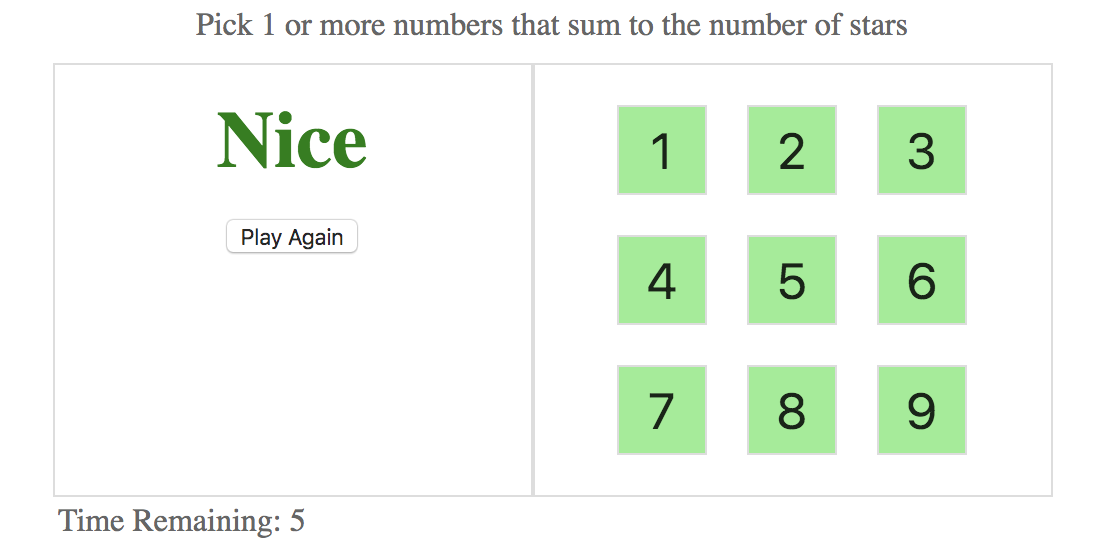 Pick 1 or more numbers that sum to the number of stars
Nice
Play Again
1 2 3
4 5 6
7 8 9
Time Remaining: 5